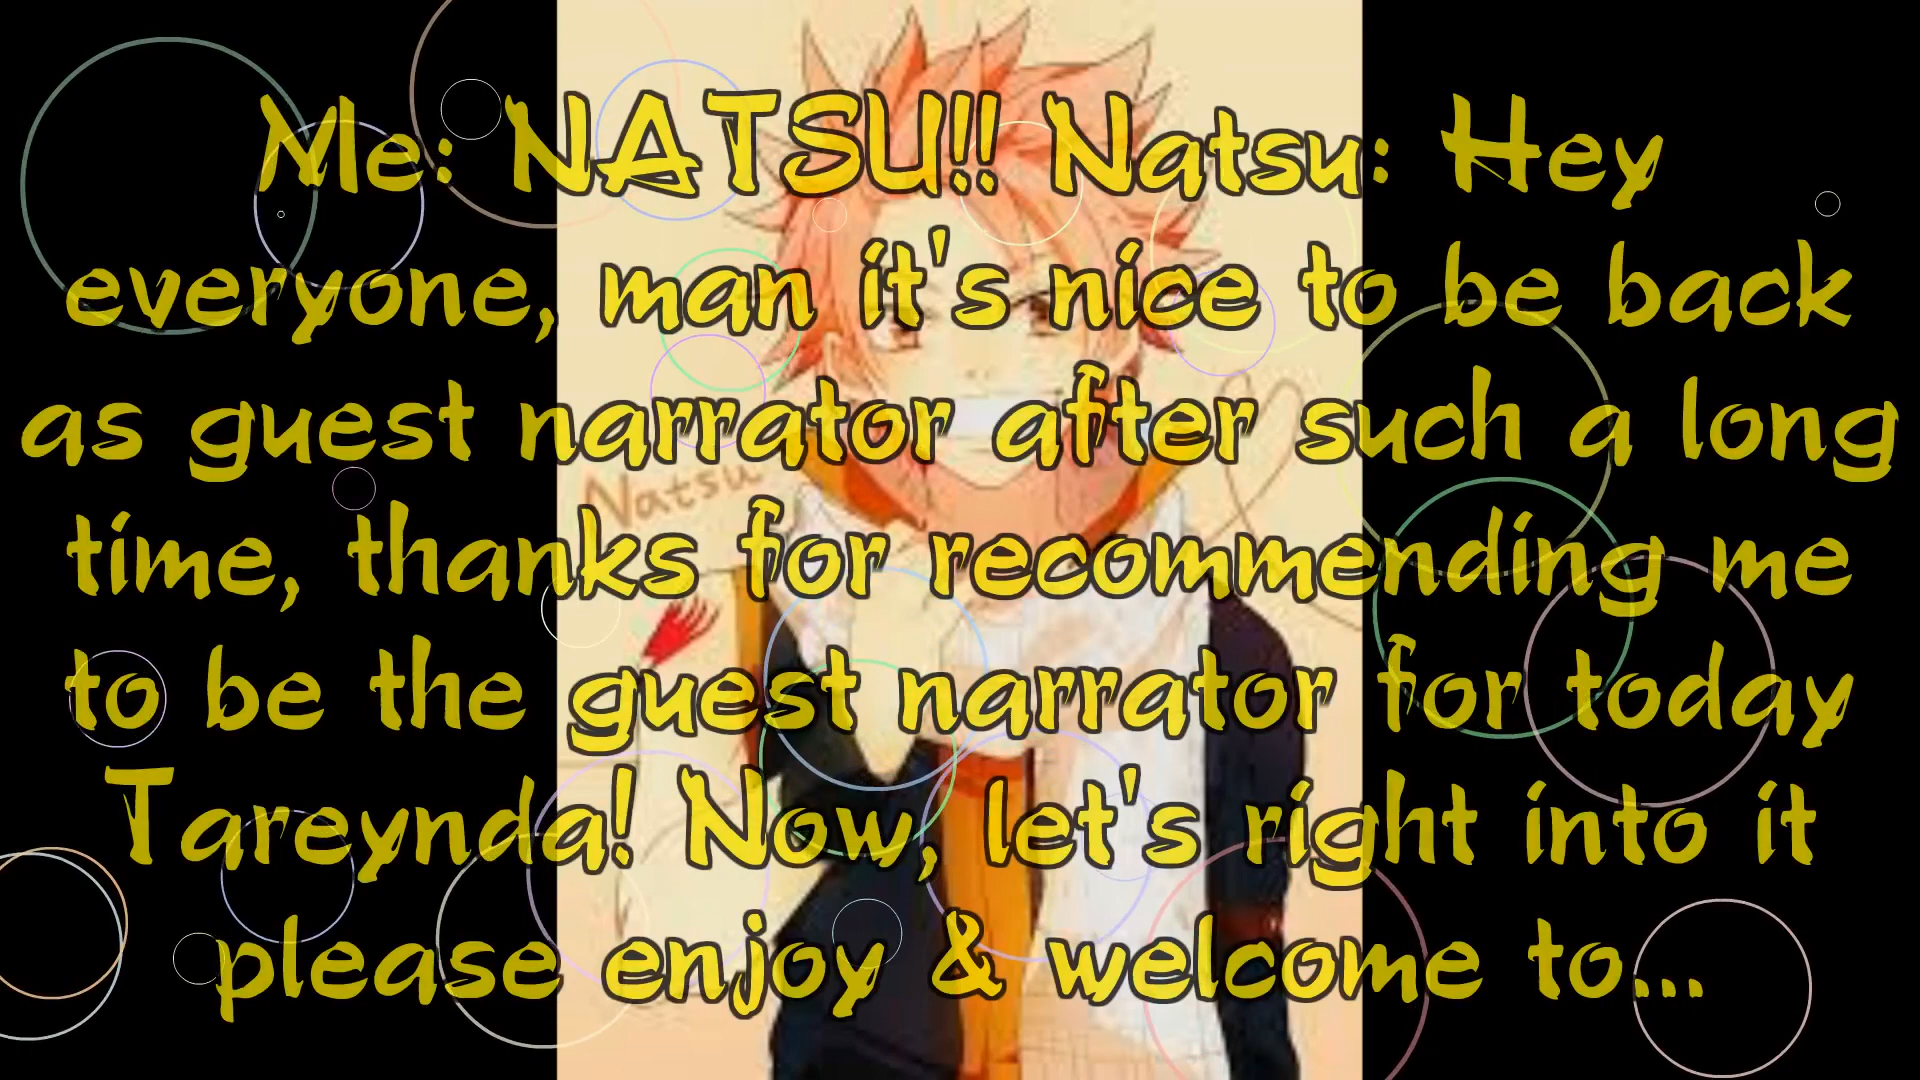 Me: NATSU!! Natsu: Hey
everyone, man it's nice to be back
as guest narrator after such a long
Natsu
time, thanks for recommending me
to be the guest narrator for today
Tareynda! Now, let's right into it
please enjoy & welcome to...